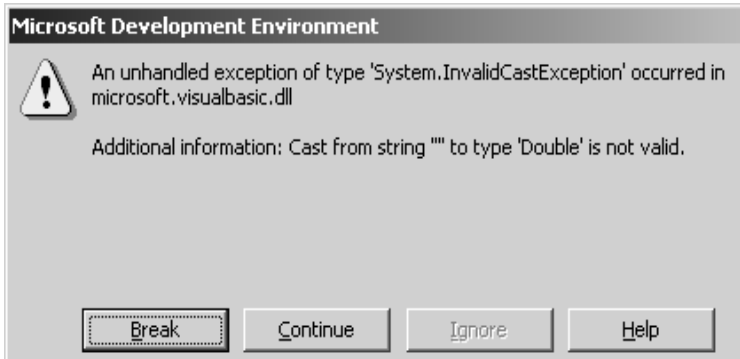 Microsoft Development Environment
An unhandled exception of type 'System.InvalidCastException' occurred in
microsoft.visualbasic.dll
Additional information: Cast from string "" to type 'Double' is not valid.
Break
Continue
Ignore
Help